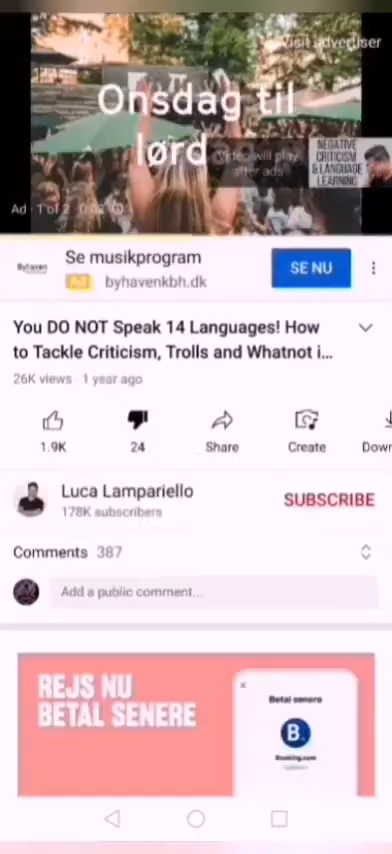 Visit advertiser
Onsdag til
lørd
Video will play
after ads
NEGATIVE
CRITICISM
& LANGUAGE
LEARNING
Ad · 1 of 2 · 0:02
Byhaven
Se musikprogram
Ad byhavenkbh.dk
SE NU
You DO NOT Speak 14 Languages! How
to Tackle Criticism, Trolls and Whatnot i...
26K views · 1 year ago
1.9K
24
Share
Create
Down
Luca Lampariello
178K subscribers
SUBSCRIBE
Comments 387
Add a public comment...
REJS NU
BETAL SENERE
Betal senere
B.
Booking.com